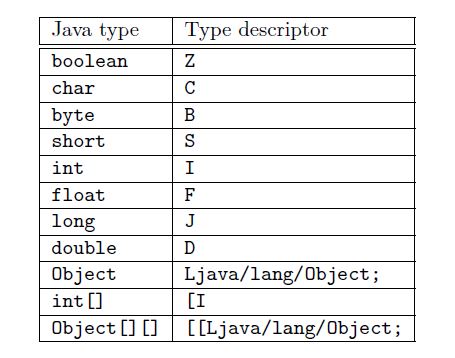 Java type Type descriptor
boolean Z
char C
byte B
short S
int I
float F
long J
double D
Object Ljava/lang/Object;
int[] [I
Object[][] [[Ljava/lang/Object;